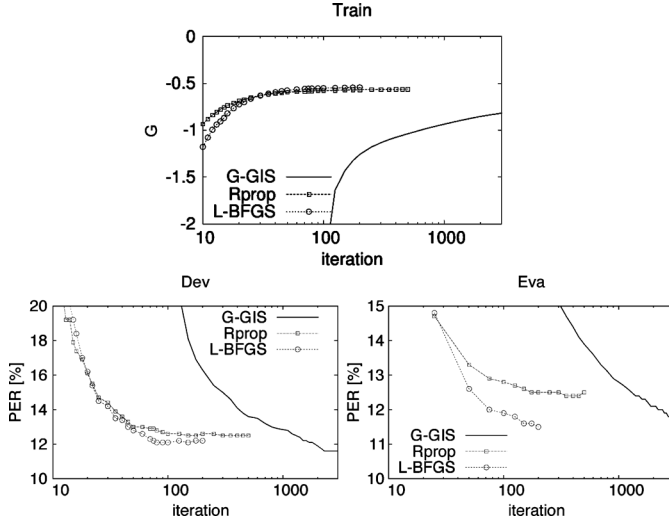 Train
0
-0.5
-1
-1.5
-2
G
G-GIS
Rprop
L-BFGS
10 100 1000
iteration
Dev
20
18
16
14
12
10
PER [%]
G-GIS
Rprop
L-BFGS
10 100 1000
iteration
Eva
15
14
13
12
11
10
PER [%]
G-GIS
Rprop
L-BFGS
10 100 1000
iteration